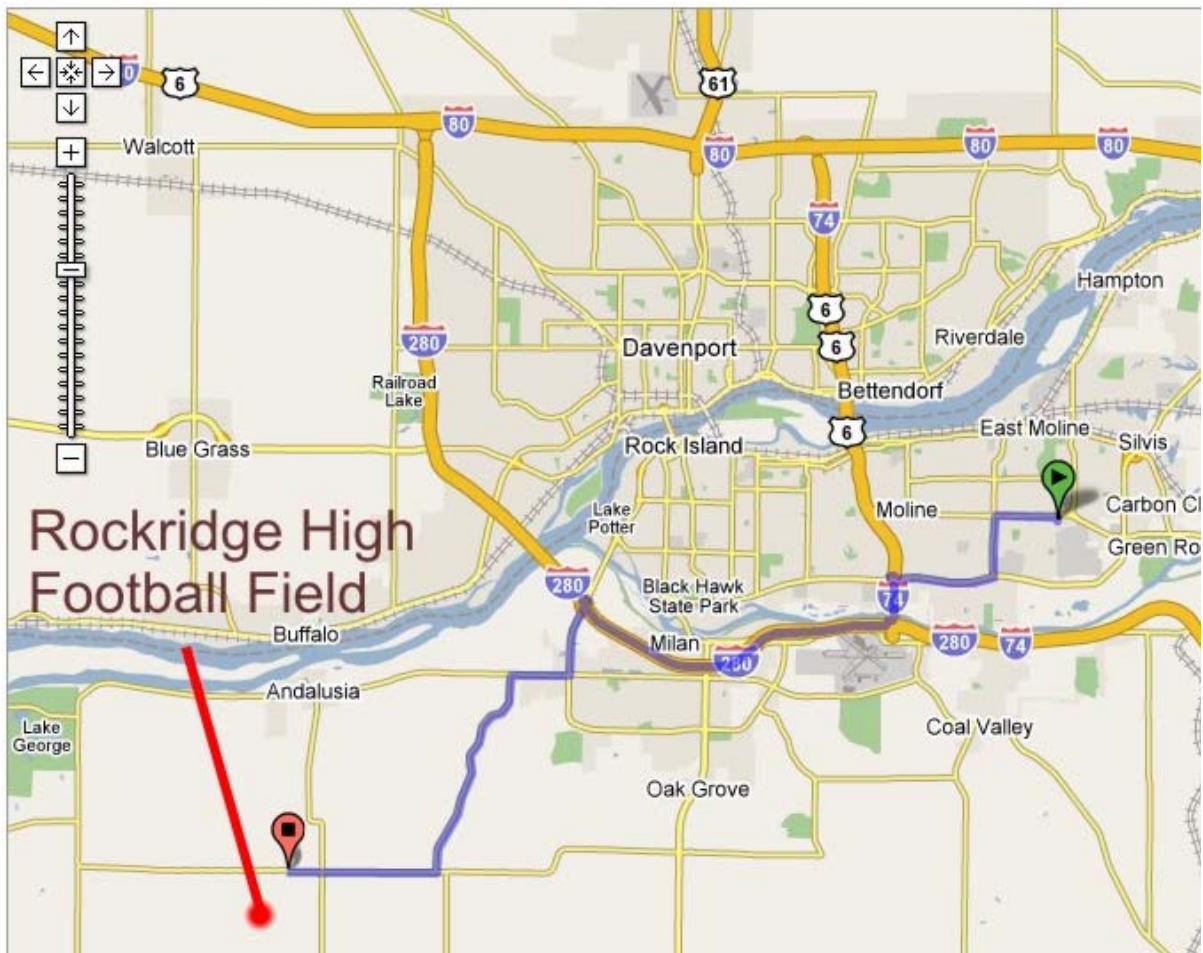 6
61
80
80
80
80
80
Walcott
74
Hampton
6
Riverdale
280
Davenport
6
Railroad
Lake
Bettendorf
East Moline
6
Silvis
Blue Grass
Rock Island
Carbon Cl
Lake
Potter
Moline
Rockridge High
Football Field
Green Ro
280
Black Hawk
State Park
74
Buffalo
Milan
280
74
280
Andalusia
Lake
George
Coal Valley
Oak Grove